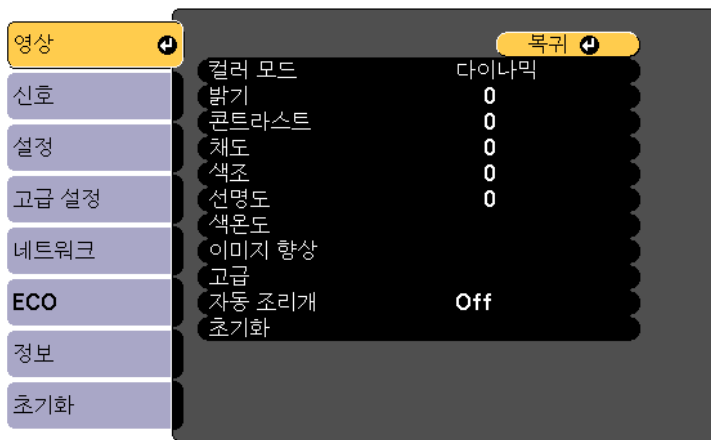 영상
신호
설정
고급 설정
네트워크
ECO
정보
초기화
복귀
컬러 모드 다이나믹
밝기 0
콘트라스트 0
채도 0
색조 0
선명도 0
색온도
이미지 향상
고급
자동 조리개 Off
초기화